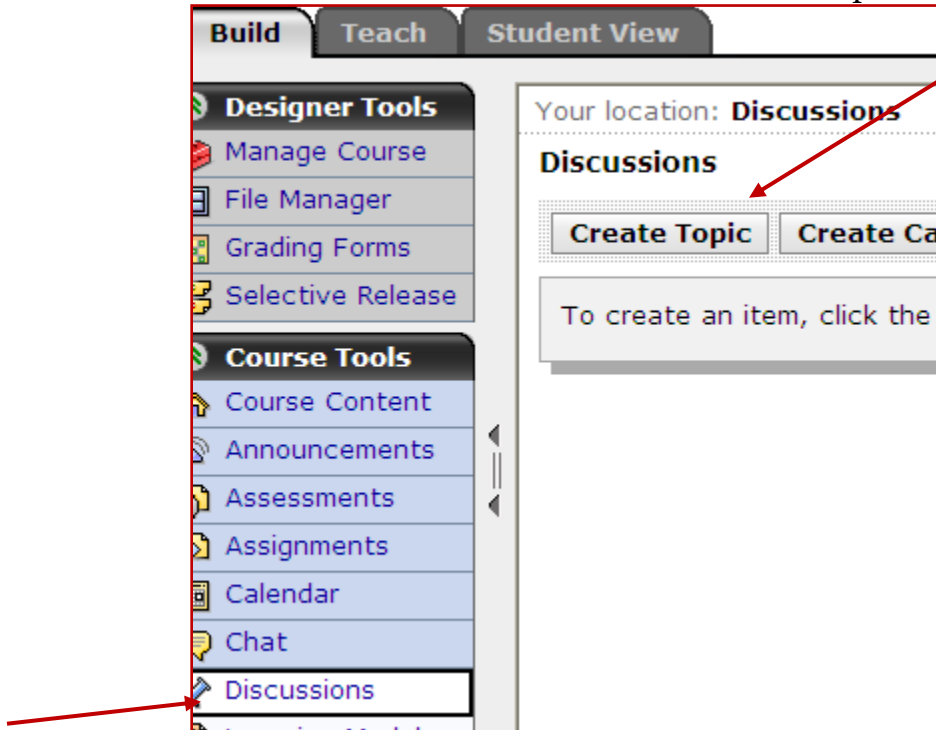 Build Teach Student View
Designer Tools
Manage Course
File Manager
Grading Forms
Selective Release
Course Tools
Course Content
Announcements
Assessments
Assignments
Calendar
Chat
Discussions
Your location: Discussions
Discussions
Create Topic Create
To create an item, click the